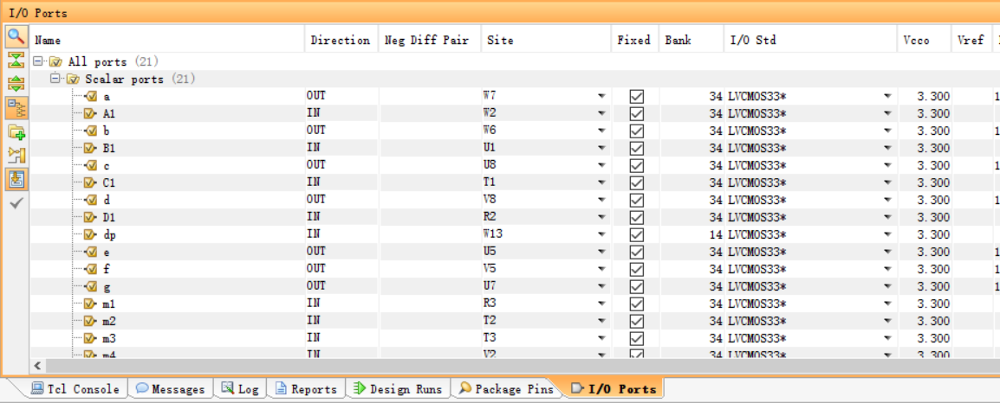 I/O Ports
Name Direction Neg Diff Pair Site Fixed Bank I/O Std Vcco Vref
All ports (21)
Scalar ports (21)
a OUT W7 34 LVCMOS33* 3.300 1
A1 IN W2 34 LVCMOS33* 3.300
b OUT W6 34 LVCMOS33* 3.300 1
B1 IN U1 34 LVCMOS33* 3.300
c OUT U8 34 LVCMOS33* 3.300 1
C1 IN T1 34 LVCMOS33* 3.300
d OUT V8 34 LVCMOS33* 3.300 1
D1 IN R2 34 LVCMOS33* 3.300
dp IN W13 14 LVCMOS33* 3.300
e OUT U5 34 LVCMOS33* 3.300 1
f OUT V5 34 LVCMOS33* 3.300 1
g OUT U7 34 LVCMOS33* 3.300 1
m1 IN R3 34 LVCMOS33* 3.300
m2 IN T2 34 LVCMOS33* 3.300
m3 IN T3 34 LVCMOS33* 3.300
m4 IN V2 34 LVCMOS33* 3.300
Tcl Console Messages Log Reports Design Runs Package Pins I/O Ports